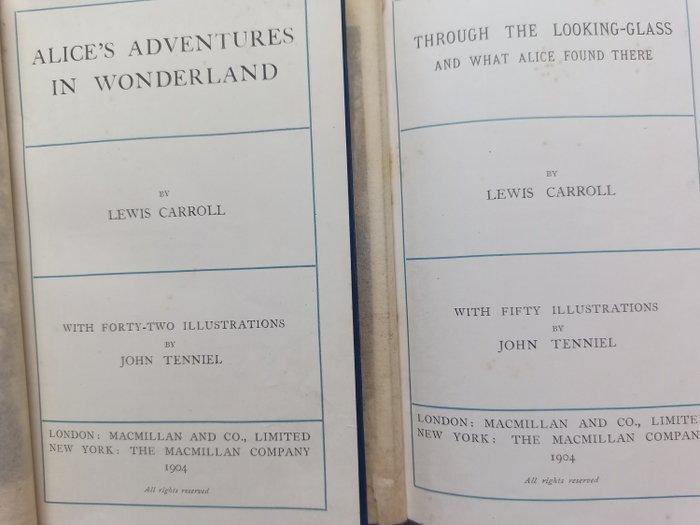 ALICE'S ADVENTURES
IN WONDERLAND
BY
LEWIS CARROLL
WITH FORTY-TWO ILLUSTRATIONS
BY
JOHN TENNIEL
LONDON: MACMILLAN AND CO., LIMITED
NEW YORK: THE MACMILLAN COMPANY
1904
All rights reserved
THROUGH THE LOOKING-GLASS
AND WHAT ALICE FOUND THERE
BY
LEWIS CARROLL
WITH FIFTY ILLUSTRATIONS
BY
JOHN TENNIEL
LONDON: MACMILLAN AND CO., LIMITE
NEW YORK: THE MACMILLAN COMPAN
1904
All rights reserved